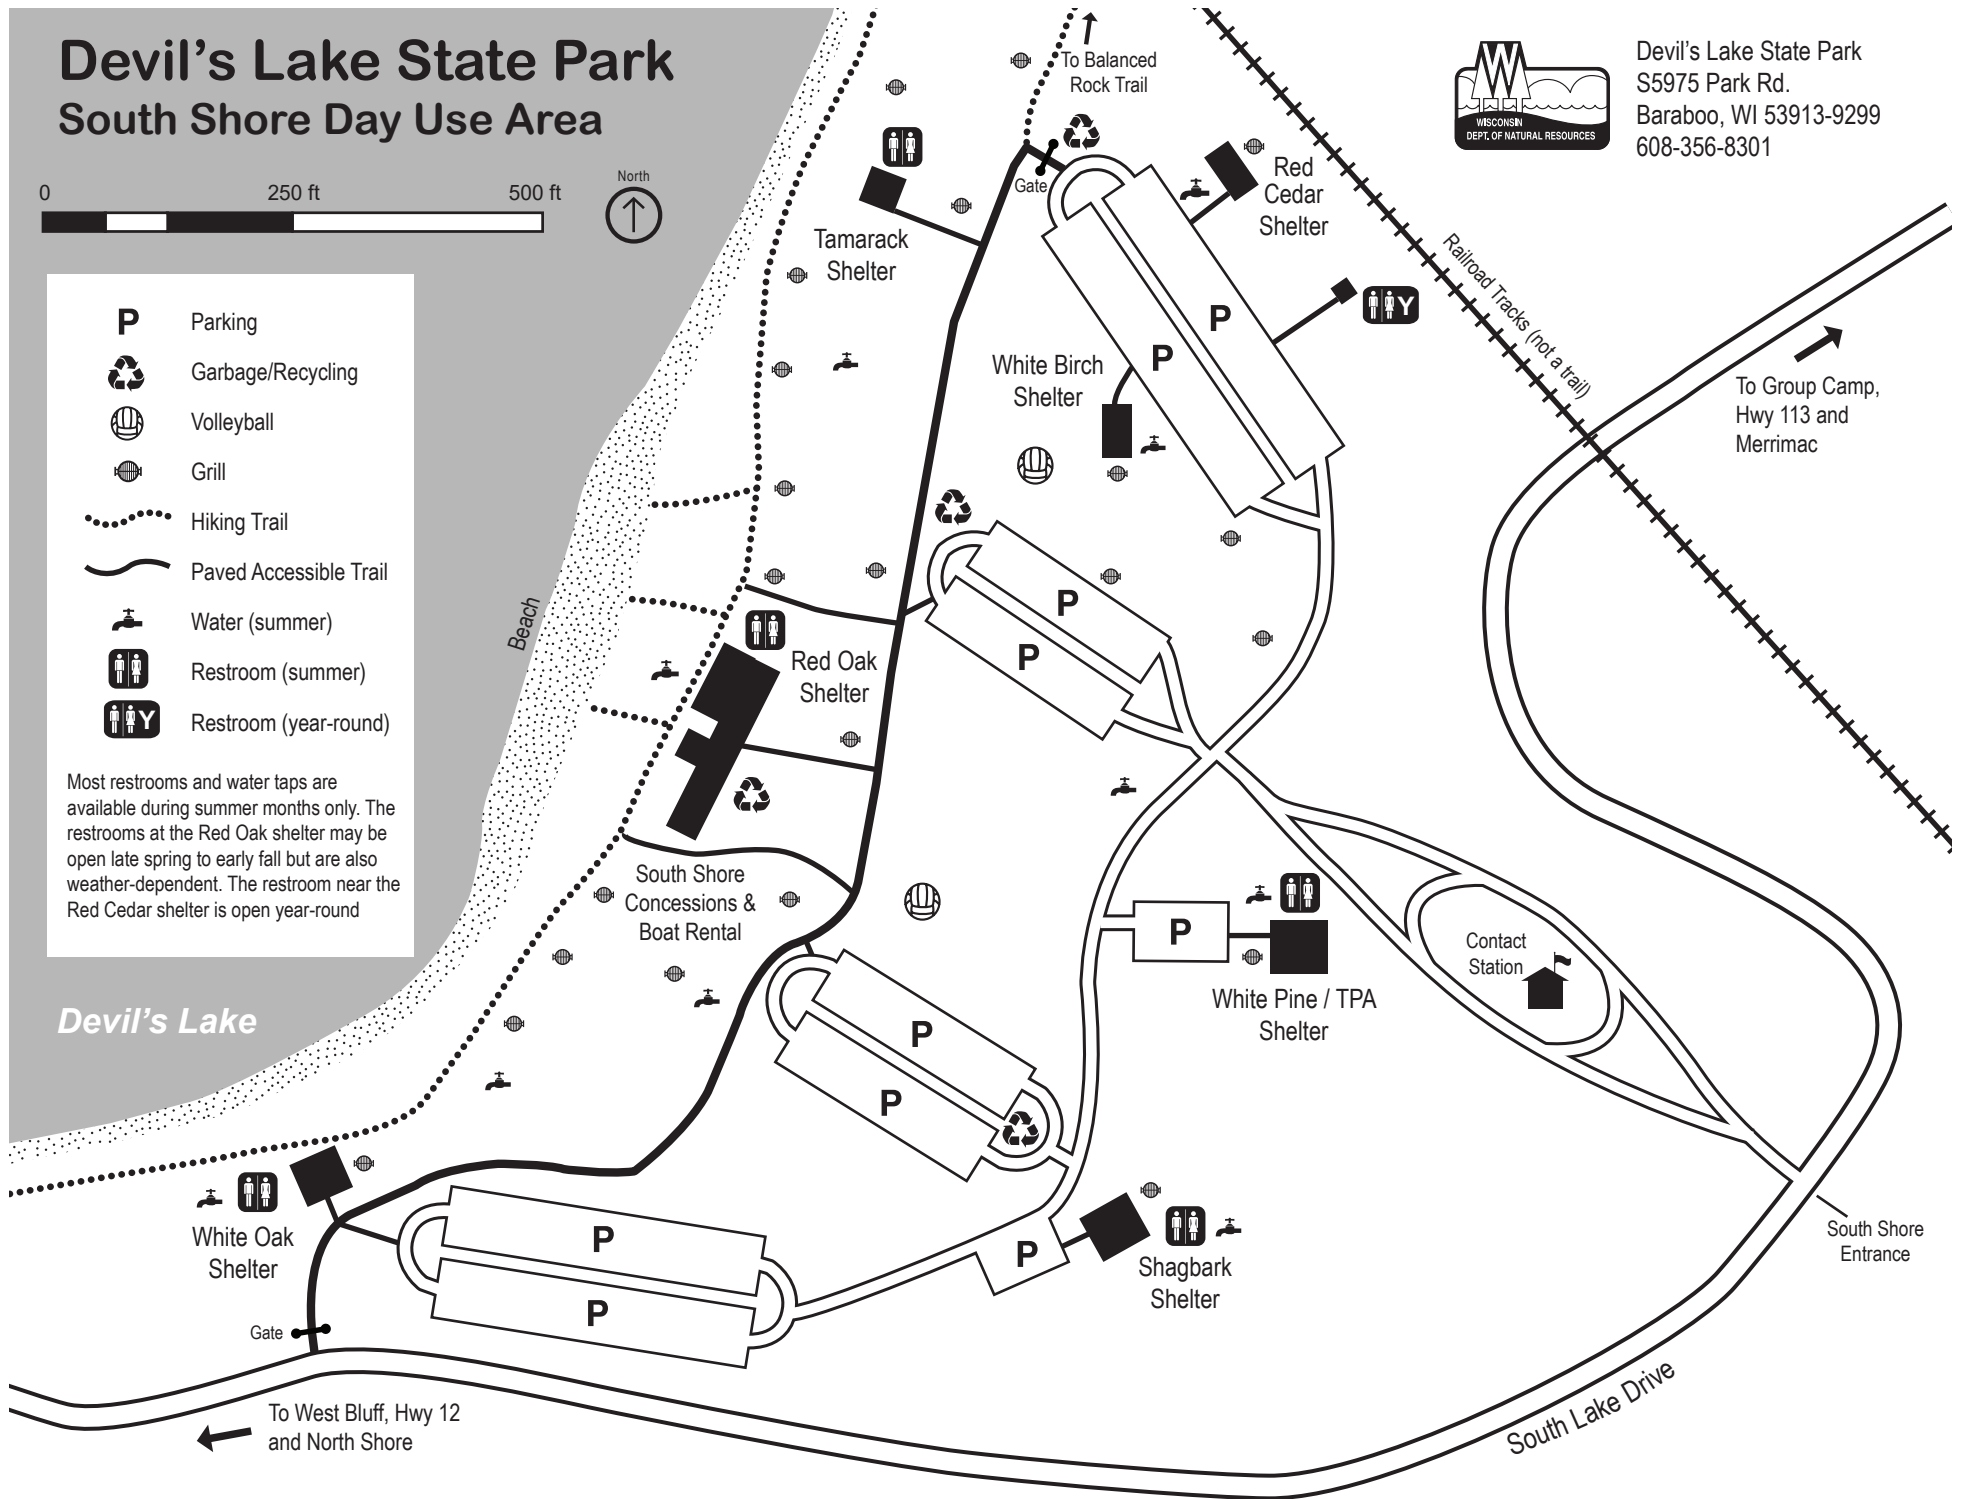 Devil's Lake State Park
South Shore Day Use Area
0
250 ft
500 ft
North
P
Parking
Garbage/Recycling
Volleyball
Grill
Hiking Trail
Paved Accessible Trail
Water (summer)
Restroom (summer)
Y
Restroom (year-round)
Most restrooms and water taps are
available during summer months only. The
restrooms at the Red Oak shelter may be
open late spring to early fall but are also
weather-dependent. The restroom near the
Red Cedar shelter is open year-round
Devil's Lake
Beach
To Balanced
Rock Trail
Gate
Tamarack
Shelter
Red
Cedar
Shelter
Y
P
P
White Birch
Shelter
W
WISCONSIN
DEPT. OF NATURAL RESOURCES
Devil's Lake State Park
S5975 Park Rd.
Baraboo, WI 53913-9299
608-356-8301
Railroad Tracks (not a trail)
To Group Camp,
Hwy 113 and
Merrimac
P
P
Red Oak
Shelter
South Shore
Concessions &
Boat Rental
P
White Pine / TPA
Shelter
Contact
Station
P
P
White Oak
Shelter
P
P
P
Shagbark
Shelter
South Shore
Entrance
Gate
To West Bluff, Hwy 12
and North Shore
South Lake Drive